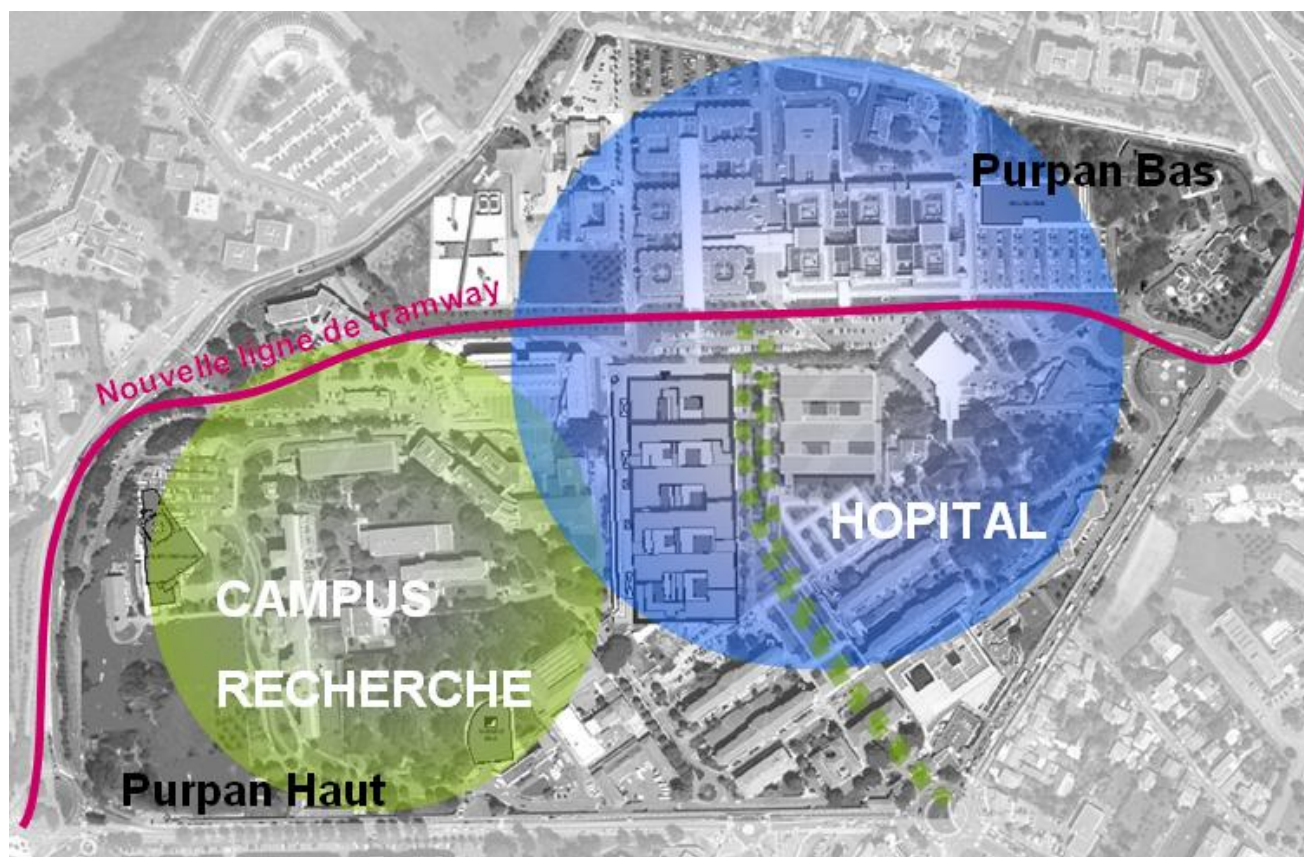 Purpan Bas
Nouvelle ligne de tramway
HOPITAL
CAMPUS
RECHERCHE
Purpan Haut